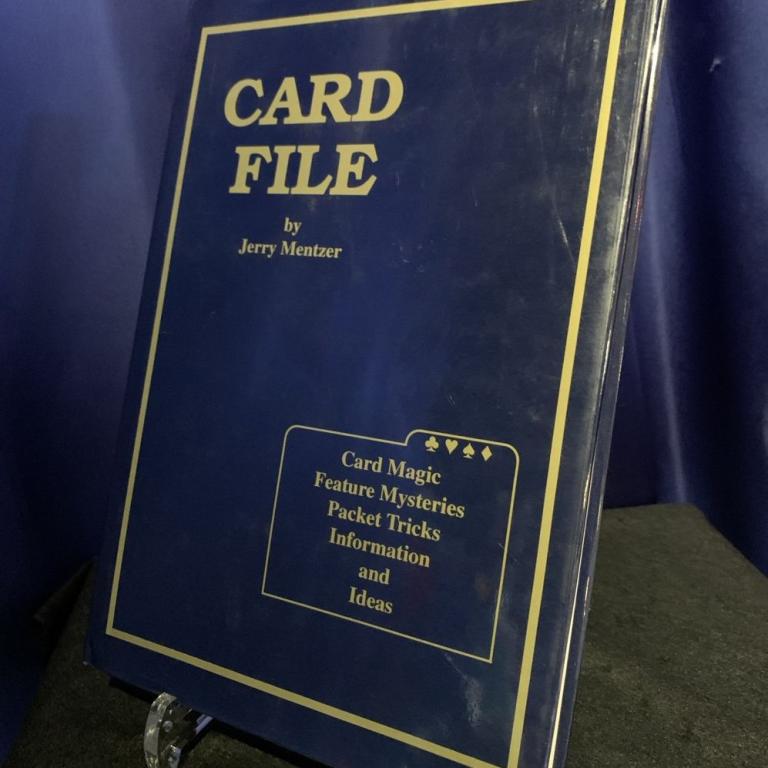 CARD
FILE
by
Jerry Mentzer
Card Magic
Feature Mysteries
Packet Tricks
Information
and
Ideas